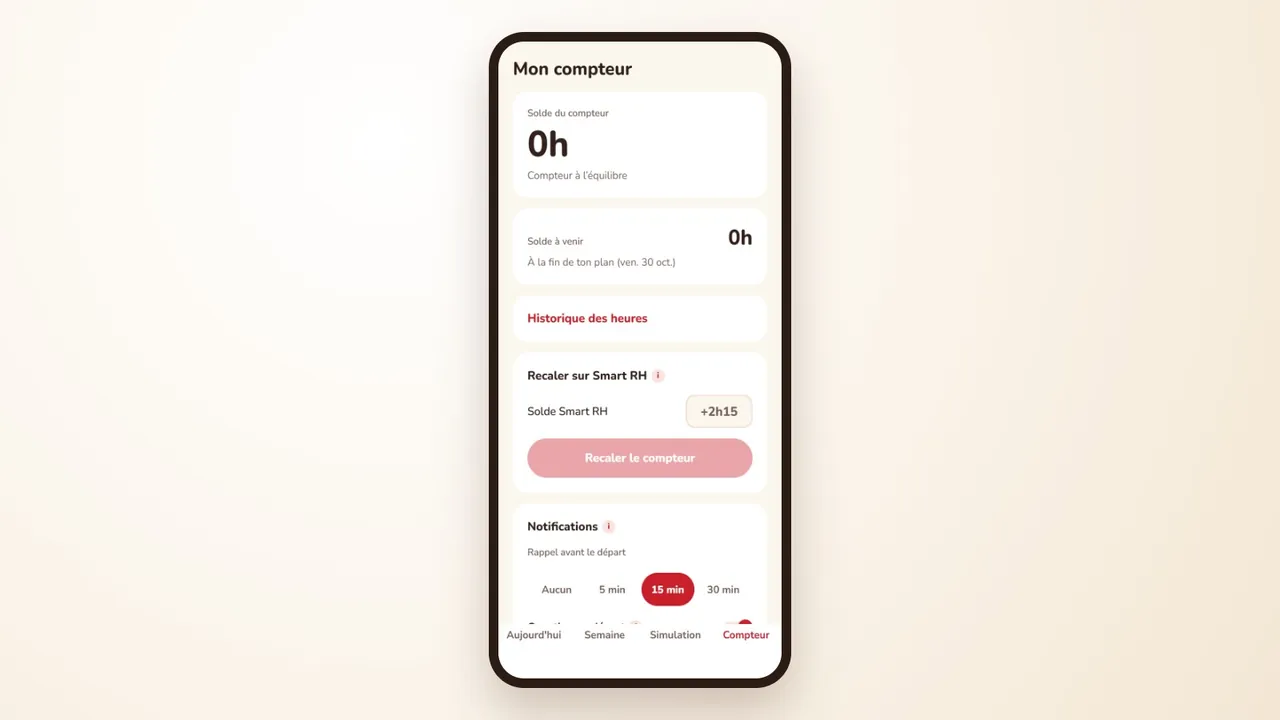 Mon compteur
Solde du compteur
0h
Compteur à l'équilibre
Solde à venir
0h
À la fin de ton plan (ven. 30 oct.)
Historique des heures
Recaler sur Smart RH i
Solde Smart RH
+2h15
Recaler le compteur
Notifications i
Rappel avant le départ
Aucun 5 min 15 min 30 min
Aujourd'hui Semaine Simulation Compteur